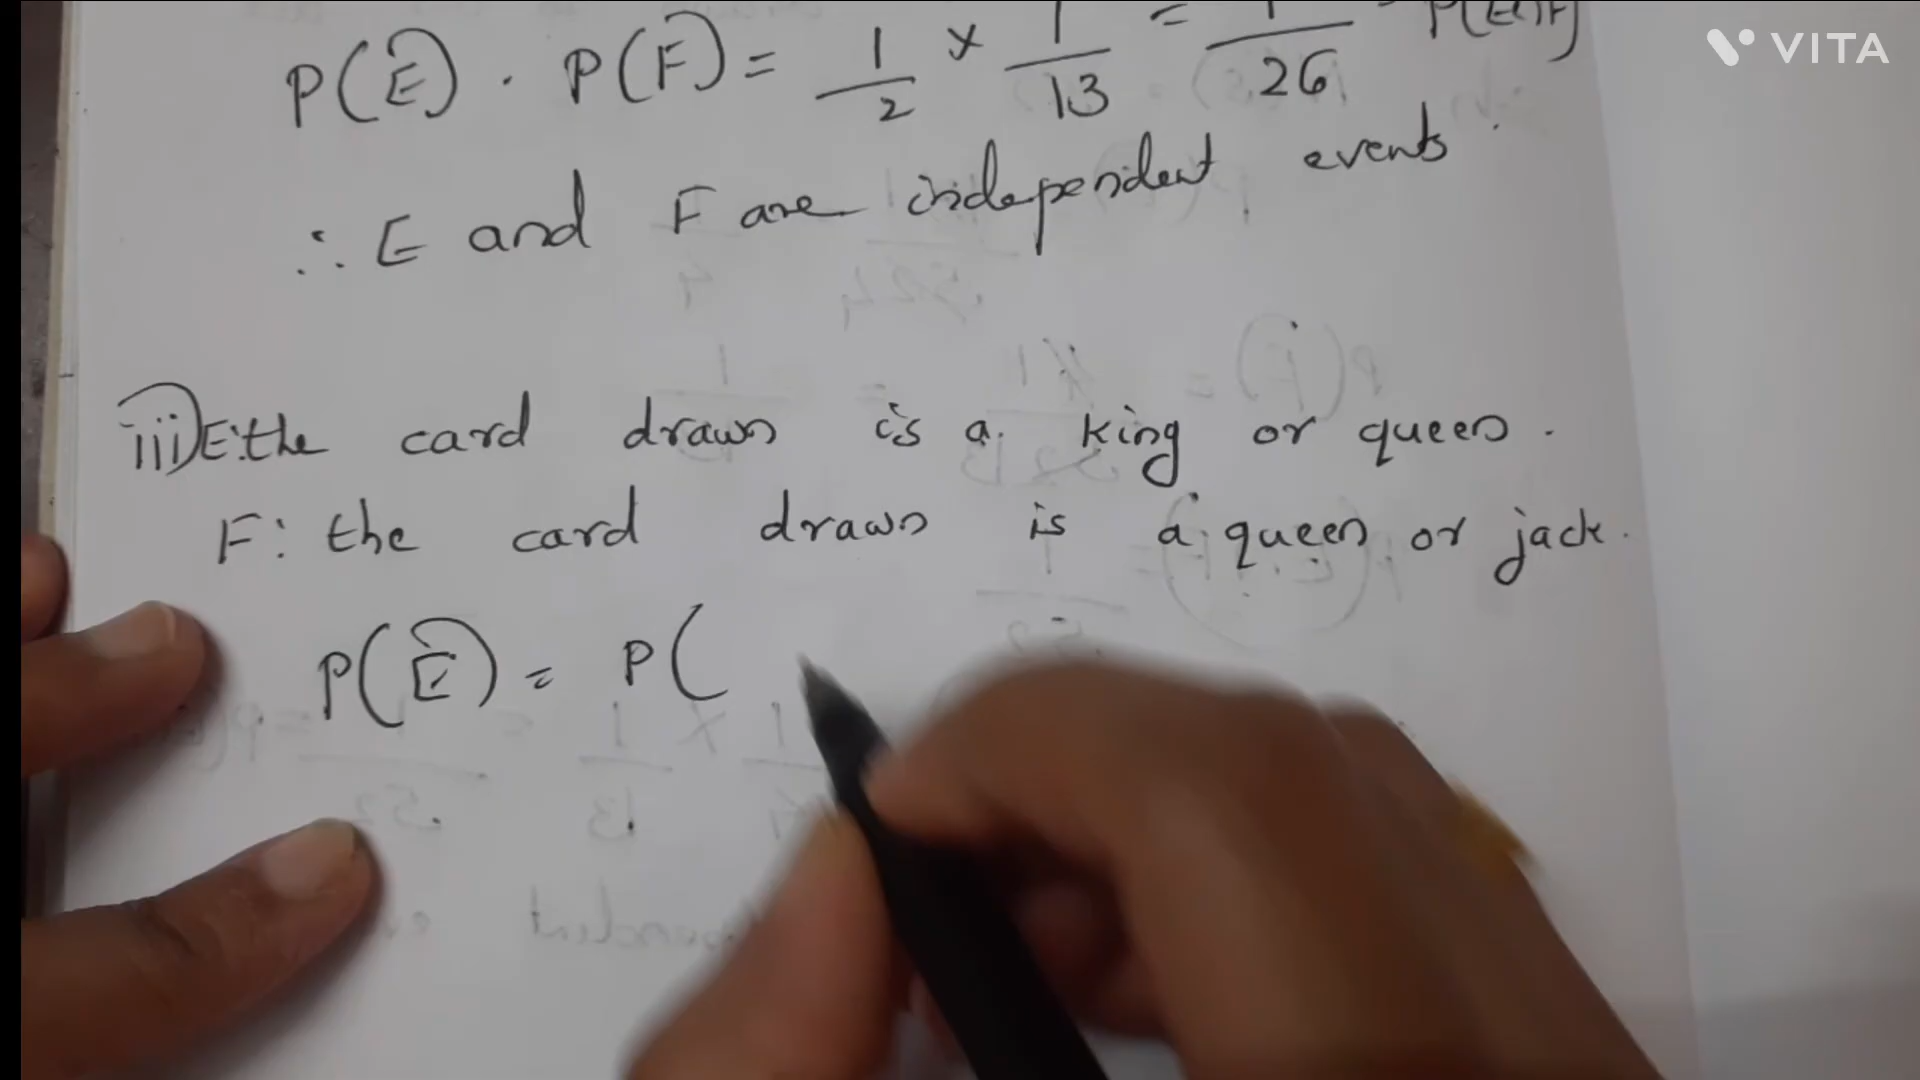 P(E) . P(F) = 1/2 × 1/13 = 1/26 = P(E∩F)
VITA
∴ E and F are independent events.
iii) E: the card drawn is a king or queen.
F: the card drawn is a queen or jack.
P(E) = P(